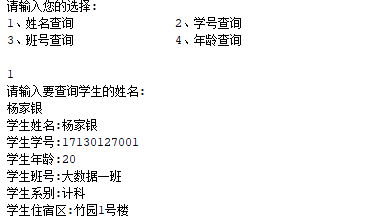 请输入您的选择:
1、姓名查询 2、学号查询
3、班号查询 4、年龄查询
1
请输入要查询学生的姓名:
杨家银
学生姓名:杨家银
学生学号:17130127001
学生年龄:20
学生班号:大数据一班
学生系别:计科
学生住宿区:竹园1号楼